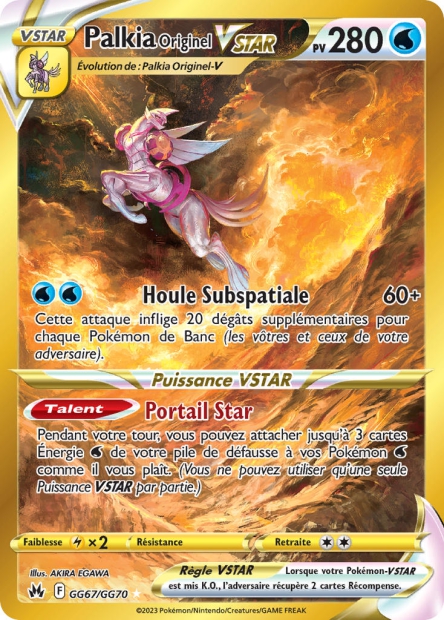 VSTAR Palkia Originel VSTAR PV 280
Évolution de : Palkia Originel-V
Houle Subspatiale 60+
Cette attaque inflige 20 dégâts supplémentaires pour
chaque Pokémon de Banc (les vôtres et ceux de votre
adversaire).
Puissance VSTAR
Talent Portail Star
Pendant votre tour, vous pouvez attacher jusqu'à 3 cartes
Énergie de votre pile de défausse à vos Pokémon
comme il vous plaît. (Vous ne pouvez utiliser qu'une seule
Puissance VSTAR par partie.)
Faiblesse ×2 Résistance Retraite
Illus. AKIRA EGAWA
Règle VSTAR Lorsque votre Pokémon-VSTAR
est mis K.O., l'adversaire récupère 2 cartes Récompense.
F GG67/GG70
©2023 Pokémon/Nintendo/Creatures/GAME FREAK